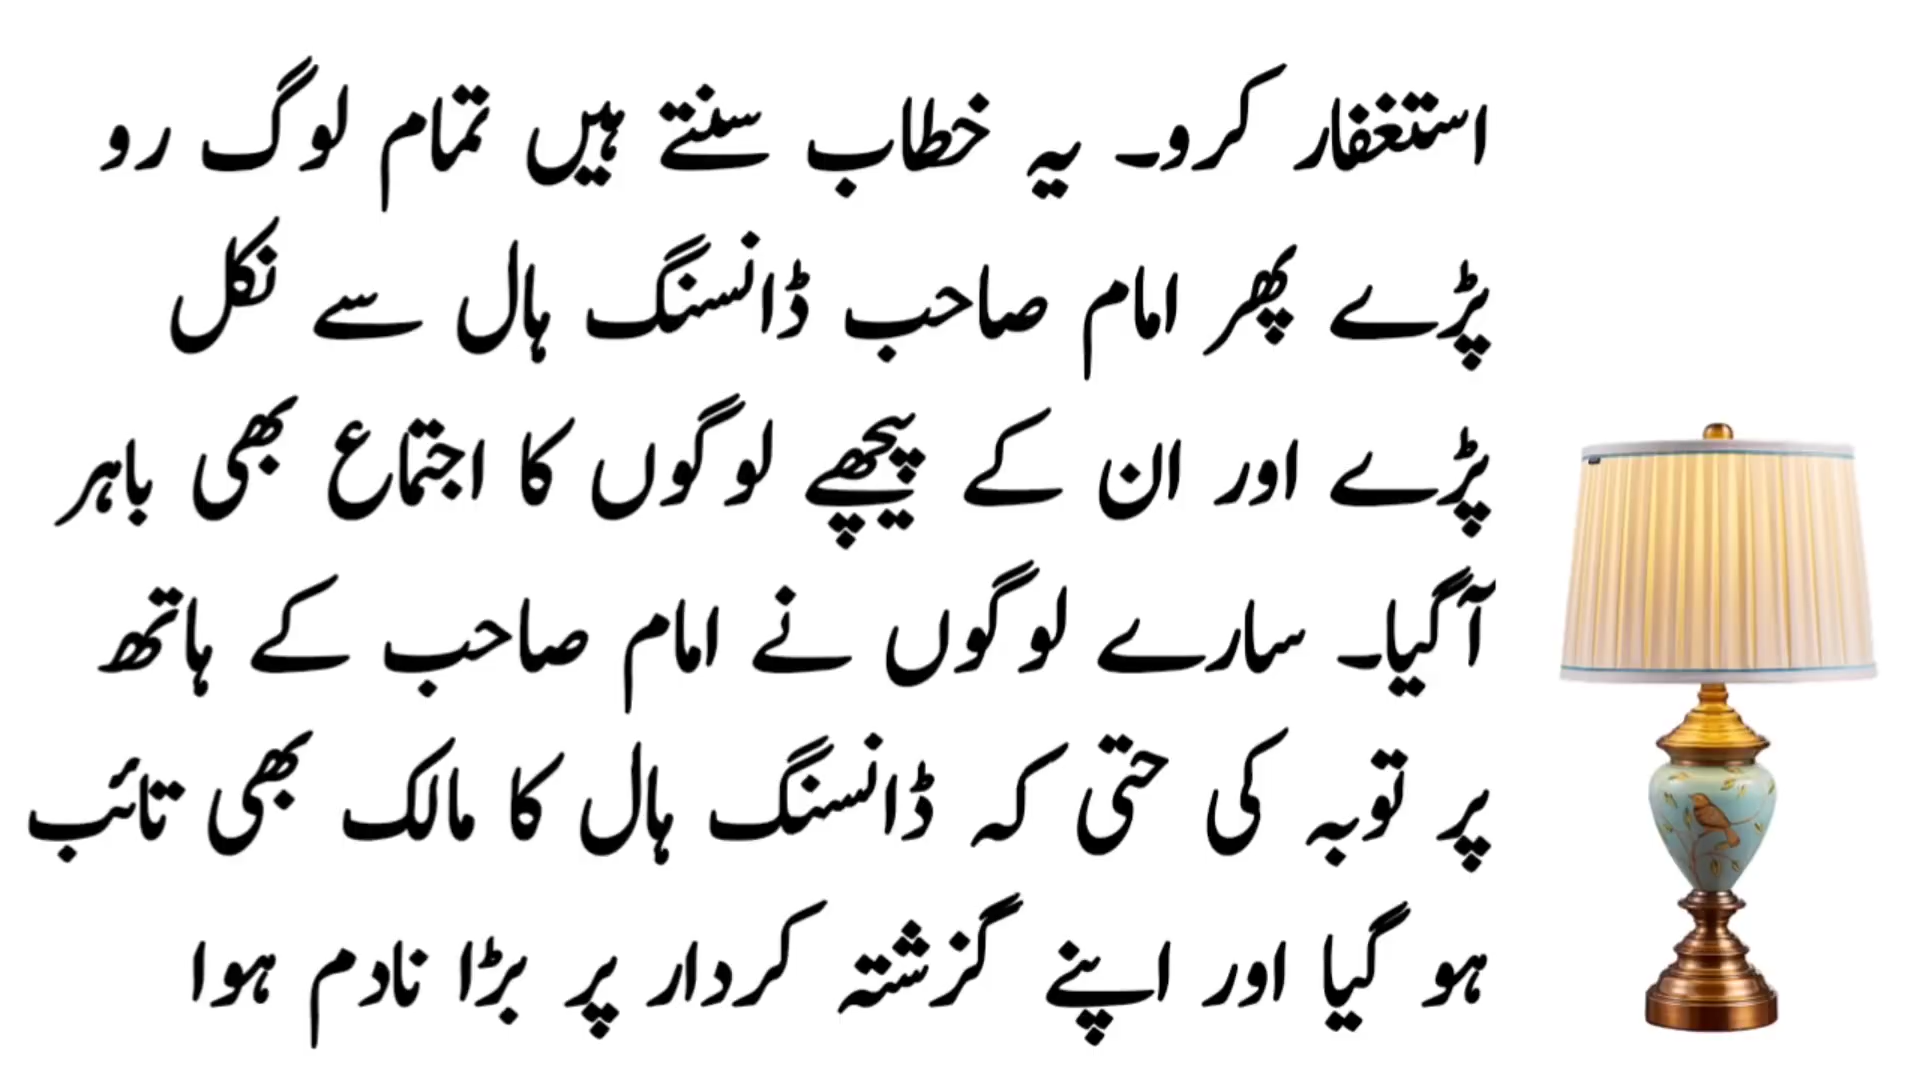 استغفار کرو۔ یہ خطاب سنتے ہیں تمام لوگ رو
پڑے پھر امام صاحب ڈانسنگ ہال سے نکل
پڑے اور ان کے پیچھے لوگوں کا اجتماع بھی باہر
آگیا۔ سارے لوگوں نے امام صاحب کے ہاتھ
پر توبہ کی حتیٰ کہ ڈانسنگ ہال کا مالک بھی تائب
ہو گیا اور اپنے گزشتہ کردار پر بڑا نادم ہوا